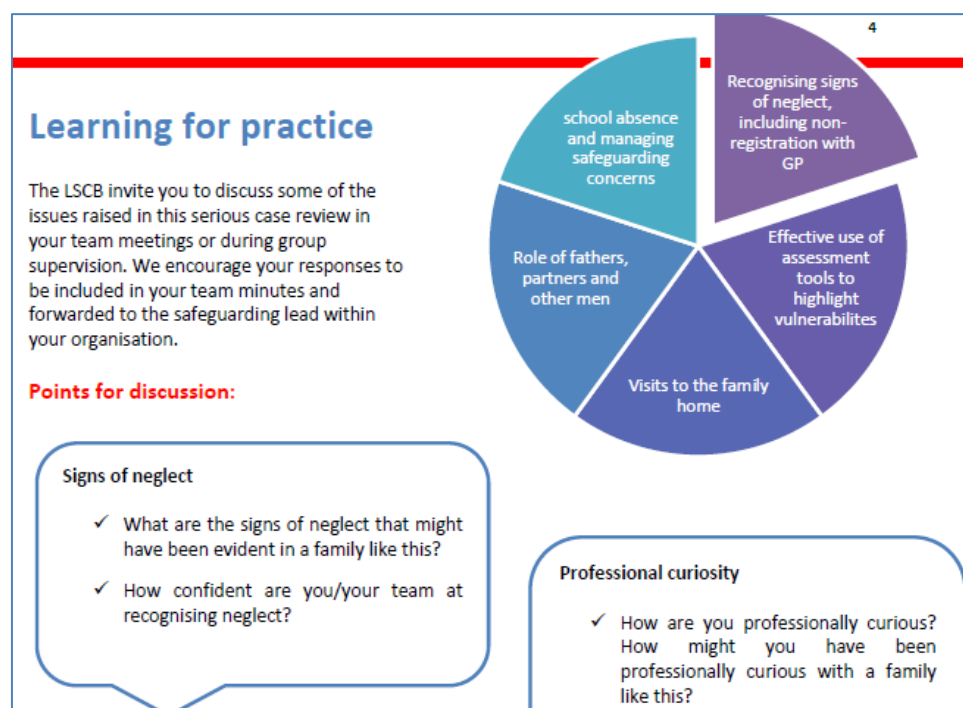 4
Learning for practice
The LSCB invite you to discuss some of the
issues raised in this serious case review in
your team meetings or during group
supervision. We encourage your responses to
be included in your team minutes and
forwarded to the safeguarding lead within
your organisation.
Points for discussion:
Recognising signs
of neglect,
including non-
registration with
GP
Effective use of
assessment
tools to
highlight
vulnerabilites
Visits to the family
home
Role of fathers,
partners and
other men
school absence
and managing
safeguarding
concerns
Signs of neglect
✓ What are the signs of neglect that might
have been evident in a family like this?
✓ How confident are you/your team at
recognising neglect?
Professional curiosity
✓ How are you professionally curious?
How might you have been
professionally curious with a family
like this?